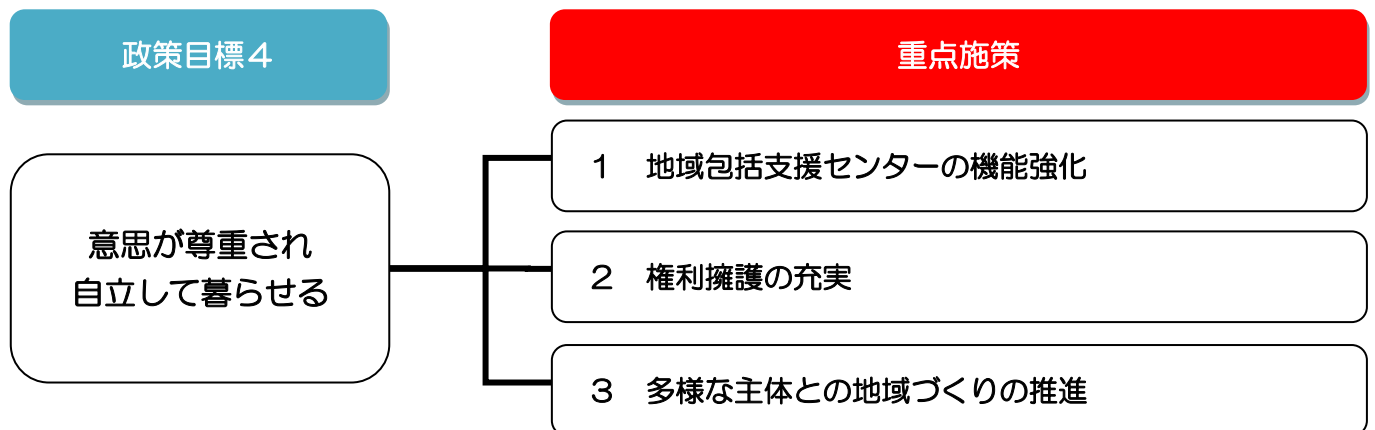 政策目標４
重点施策
意思が尊重され
自立して暮らせる
１　地域包括支援センターの機能強化
２　権利擁護の充実
３　多様な主体との地域づくりの推進